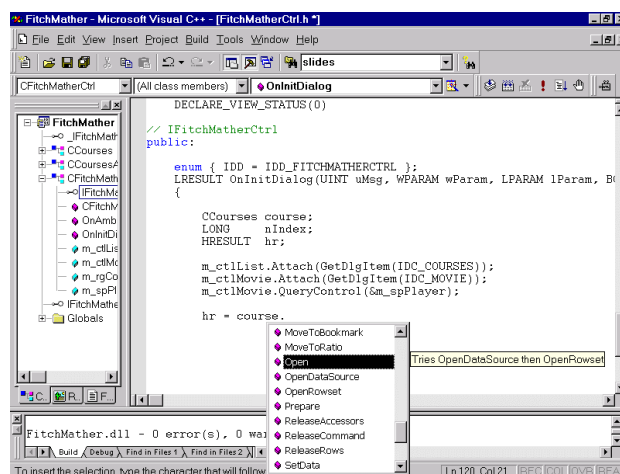 FitchMather - Microsoft Visual C++ - [FitchMatherCtrl.h *]
File Edit View Insert Project Build Tools Window Help
slides
CFitchMatherCtrl (All class members) OnInitDialog
DECLARE_VIEW_STATUS(0)
// IFitchMatherCtrl
public:
enum { IDD = IDD_FITCHMATHERCTRL };
LRESULT OnInitDialog(UINT uMsg, WPARAM wParam, LPARAM lParam, BO
{
CCourses course;
LONG nIndex;
HRESULT hr;
m_ctlList.Attach(GetDlgItem(IDC_COURSES));
m_ctlMovie.Attach(GetDlgItem(IDC_MOVIE));
m_ctlMovie.QueryControl(&m_spPlayer);
hr = course.
FitchMather
_IFitchMath
CCourses
CCoursesA
CFitchMath
IFitchMa
CFitchM
OnAmb
OnInitDi
m_ctlLis
m_ctlMo
m_rgCo
m_spPl
IFitchMathe
Globals
C. R. F...
MoveToBookmark
MoveToRatio
Open
OpenDataSource
OpenRowset
Prepare
ReleaseAccessors
ReleaseCommand
ReleaseRows
SetData
Tries OpenDataSource then OpenRowset
FitchMather.dll - 0 error(s), 0 war
Build Debug Find in Files 1 Find in Files 2
To insert the selection, type the character that will follow
Ln 120, Col 21 REC COL OVR REA